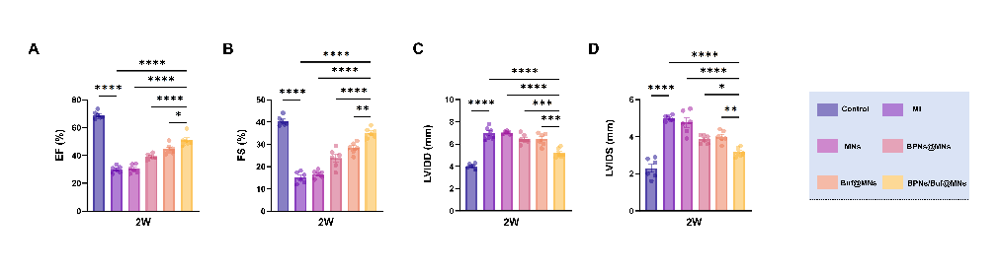 A
B
C
D
****
****
****
****
*
80
60
40
20
0
EF (%)
2W
****
****
****
****
**
50
40
30
20
10
0
FS (%)
2W
****
****
****
***
***
10
8
6
4
2
0
LVIDD (mm)
2W
****
****
****
*
**
6
4
2
0
LVIDS (mm)
2W
Control
MI
MNs
BPNs@MNs
Buf@MNs
BPNs/Buf@MNs